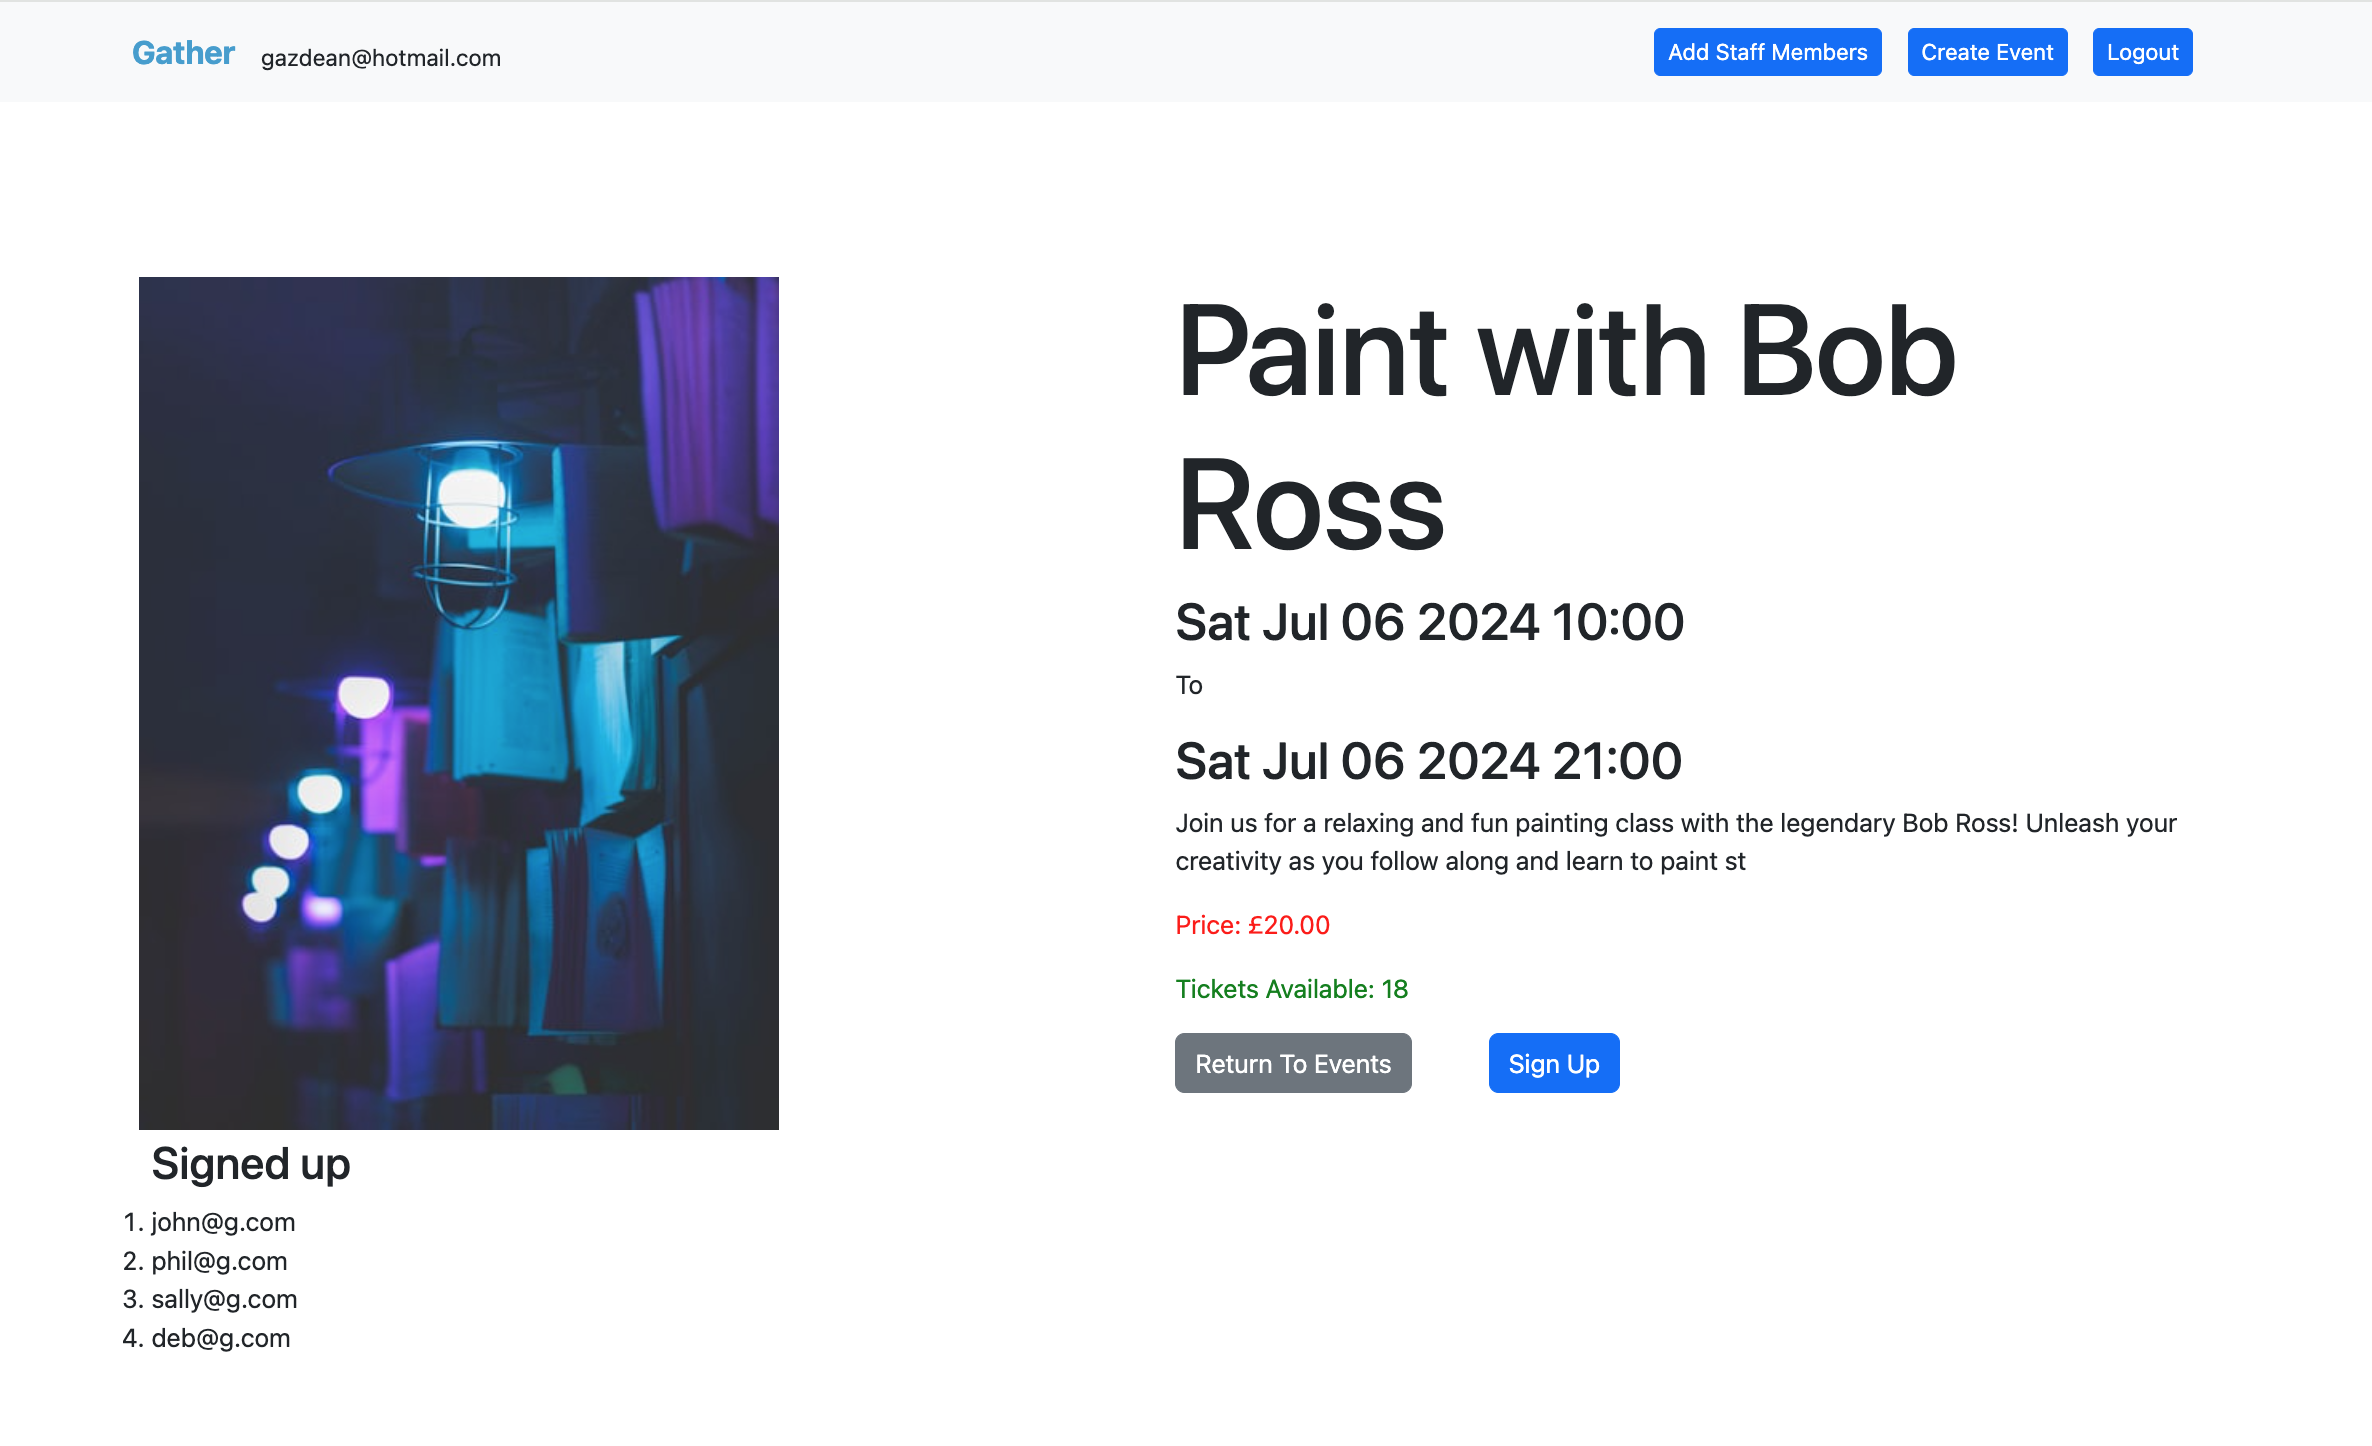 Gather
gazdean@hotmail.com
Add Staff Members
Create Event
Logout
Paint with Bob
Ross
Sat Jul 06 2024 10:00
To
Sat Jul 06 2024 21:00
Join us for a relaxing and fun painting class with the legendary Bob Ross! Unleash your
creativity as you follow along and learn to paint st
Price: £20.00
Tickets Available: 18
Return To Events
Sign Up
Signed up
1. john@g.com
2. phil@g.com
3. sally@g.com
4. deb@g.com